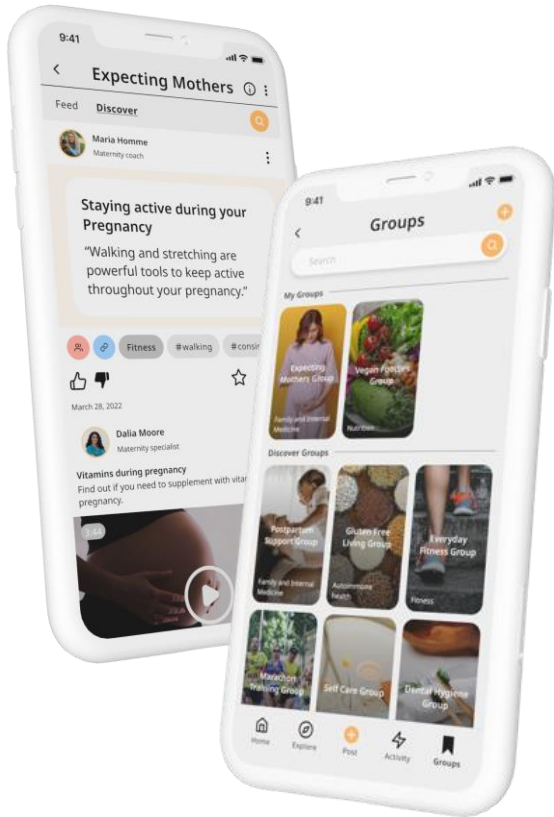 9:41
Expecting Mothers
Feed Discover
Maria Homme
Maternity coach
Staying active during your
Pregnancy
“Walking and stretching are
powerful tools to keep active
throughout your pregnancy.”
Fitness #walking
March 28, 2022
Dalia Moore
Maternity specialist
Vitamins during pregnancy
Find out if you need to supplement with
pregnancy.
3:44
9:41
Groups
Search
My Groups
Expecting
Mothers Group
Family and Internal
Medicine
Vegan Foodies
Group
Nutrition
Discover Groups
Postpartum
Support Group
Family and Internal
Medicine
Gluten Free
Living Group
Autoimmune
health
Everyday
Fitness Group
Fitness
Marathon
Training Group
Self Care Group
Dental Hygiene
Group
Home
Explore
Post
Activity
Groups